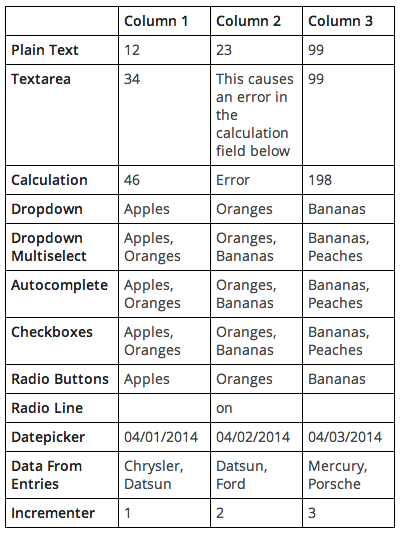 Column 1 Column 2 Column 3
Plain Text 12 23 99
Textarea 34 This causes 99
an error in
the
calculation
field below
Calculation 46 Error 198
Dropdown Apples Oranges Bananas
Dropdown Apples, Oranges, Bananas,
Multiselect Oranges Bananas Peaches
Autocomplete Apples, Oranges, Bananas,
Oranges Bananas Peaches
Checkboxes Apples, Oranges, Bananas,
Oranges Bananas Peaches
Radio Buttons Apples Oranges Bananas
Radio Line on
Datepicker 04/01/2014 04/02/2014 04/03/2014
Data From Chrysler, Datsun, Mercury,
Entries Datsun Ford Porsche
Incrementer 1 2 3